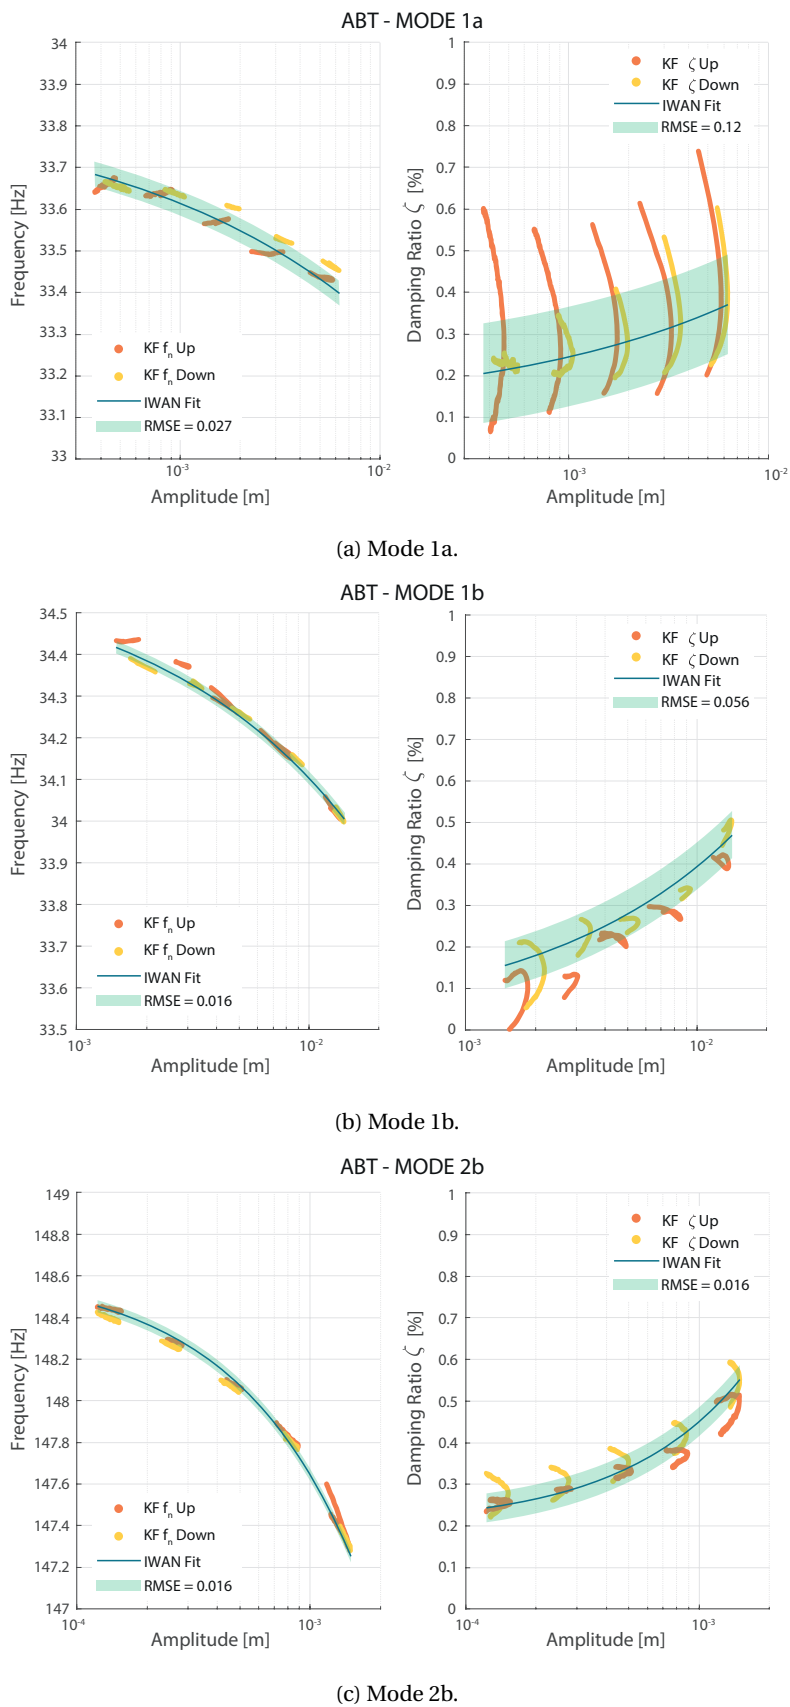 ABT - MODE 1a
Frequency [Hz]
34
33.9
33.8
33.7
33.6
33.5
33.4
33.3
33.2
33.1
33
KF fn Up
KF fn Down
IWAN Fit
RMSE = 0.027
10-3
10-2
Amplitude [m]
Damping Ratio ζ [%]
1
0.9
0.8
0.7
0.6
0.5
0.4
0.3
0.2
0.1
0
KF ζ Up
KF ζ Down
IWAN Fit
RMSE = 0.12
10-3
10-2
Amplitude [m]
(a) Mode 1a.
ABT - MODE 1b
Frequency [Hz]
34.5
34.4
34.3
34.2
34.1
34
33.9
33.8
33.7
33.6
33.5
KF fn Up
KF fn Down
IWAN Fit
RMSE = 0.016
10-3
10-2
Amplitude [m]
Damping Ratio ζ [%]
1
0.9
0.8
0.7
0.6
0.5
0.4
0.3
0.2
0.1
0
KF ζ Up
KF ζ Down
IWAN Fit
RMSE = 0.056
10-3
10-2
Amplitude [m]
(b) Mode 1b.
ABT - MODE 2b
Frequency [Hz]
149
148.8
148.6
148.4
148.2
148
147.8
147.6
147.4
147.2
147
KF fn Up
KF fn Down
IWAN Fit
RMSE = 0.016
10-4
10-3
Amplitude [m]
Damping Ratio ζ [%]
1
0.9
0.8
0.7
0.6
0.5
0.4
0.3
0.2
0.1
0
KF ζ Up
KF ζ Down
IWAN Fit
RMSE = 0.016
10-4
10-3
Amplitude [m]
(c) Mode 2b.